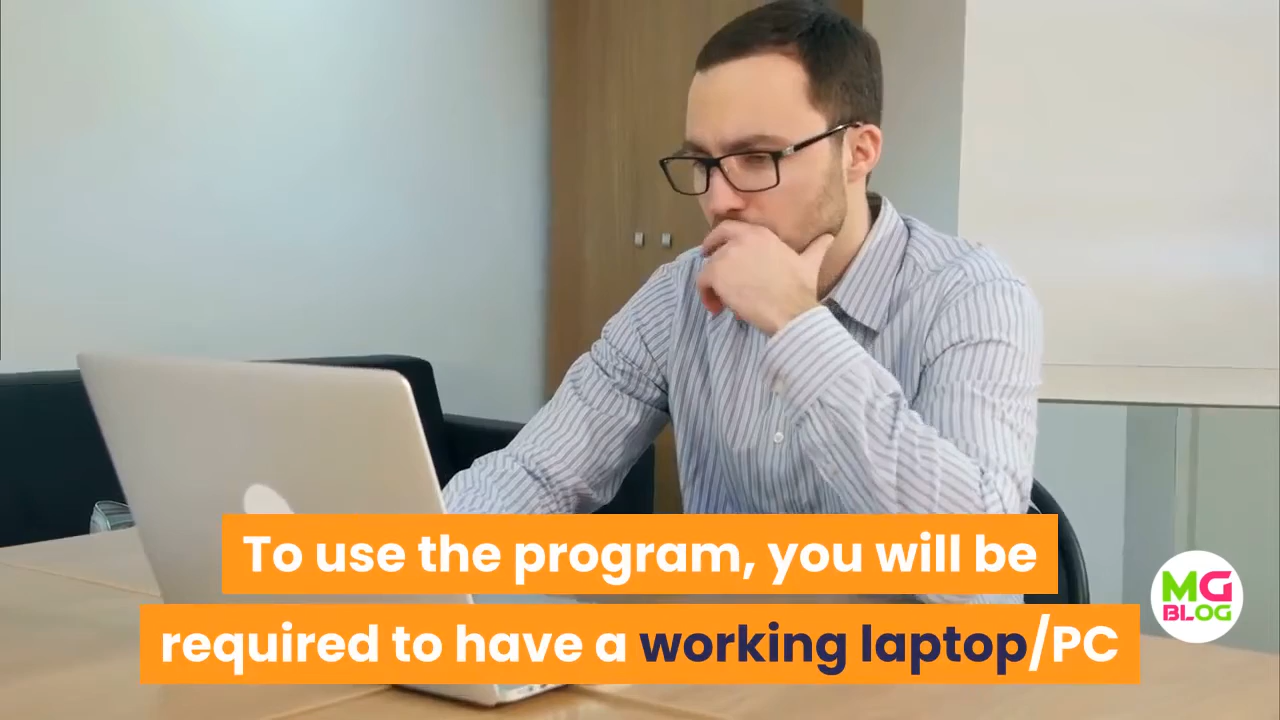 To use the program, you will be
required to have a working laptop/PC
MG
BLOG